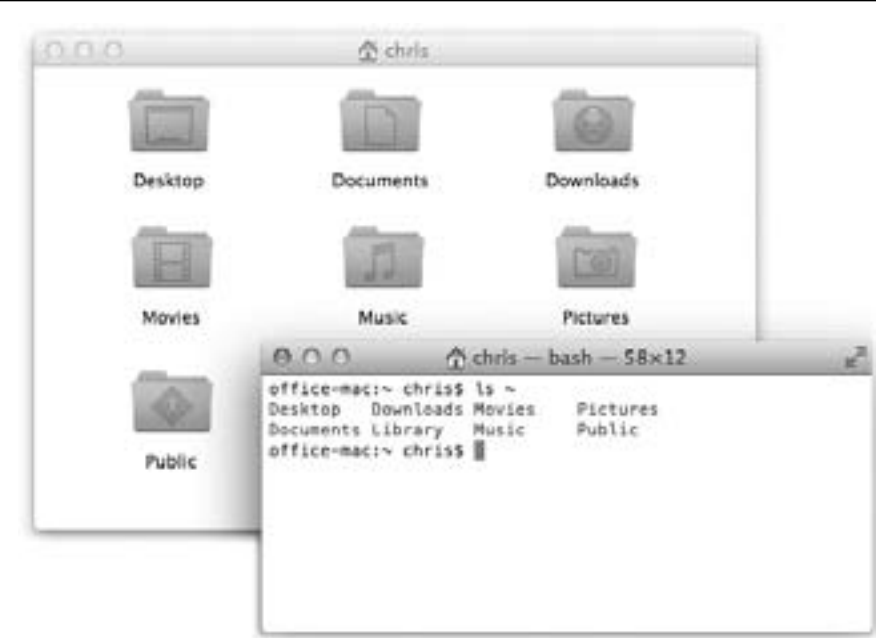 chris
Desktop Documents Downloads
Movies Music Pictures
Public
chris — bash — 58×12
office-mac:~ chris$ ls ~
Desktop Downloads Movies Pictures
Documents Library Music Public
office-mac:~ chris$